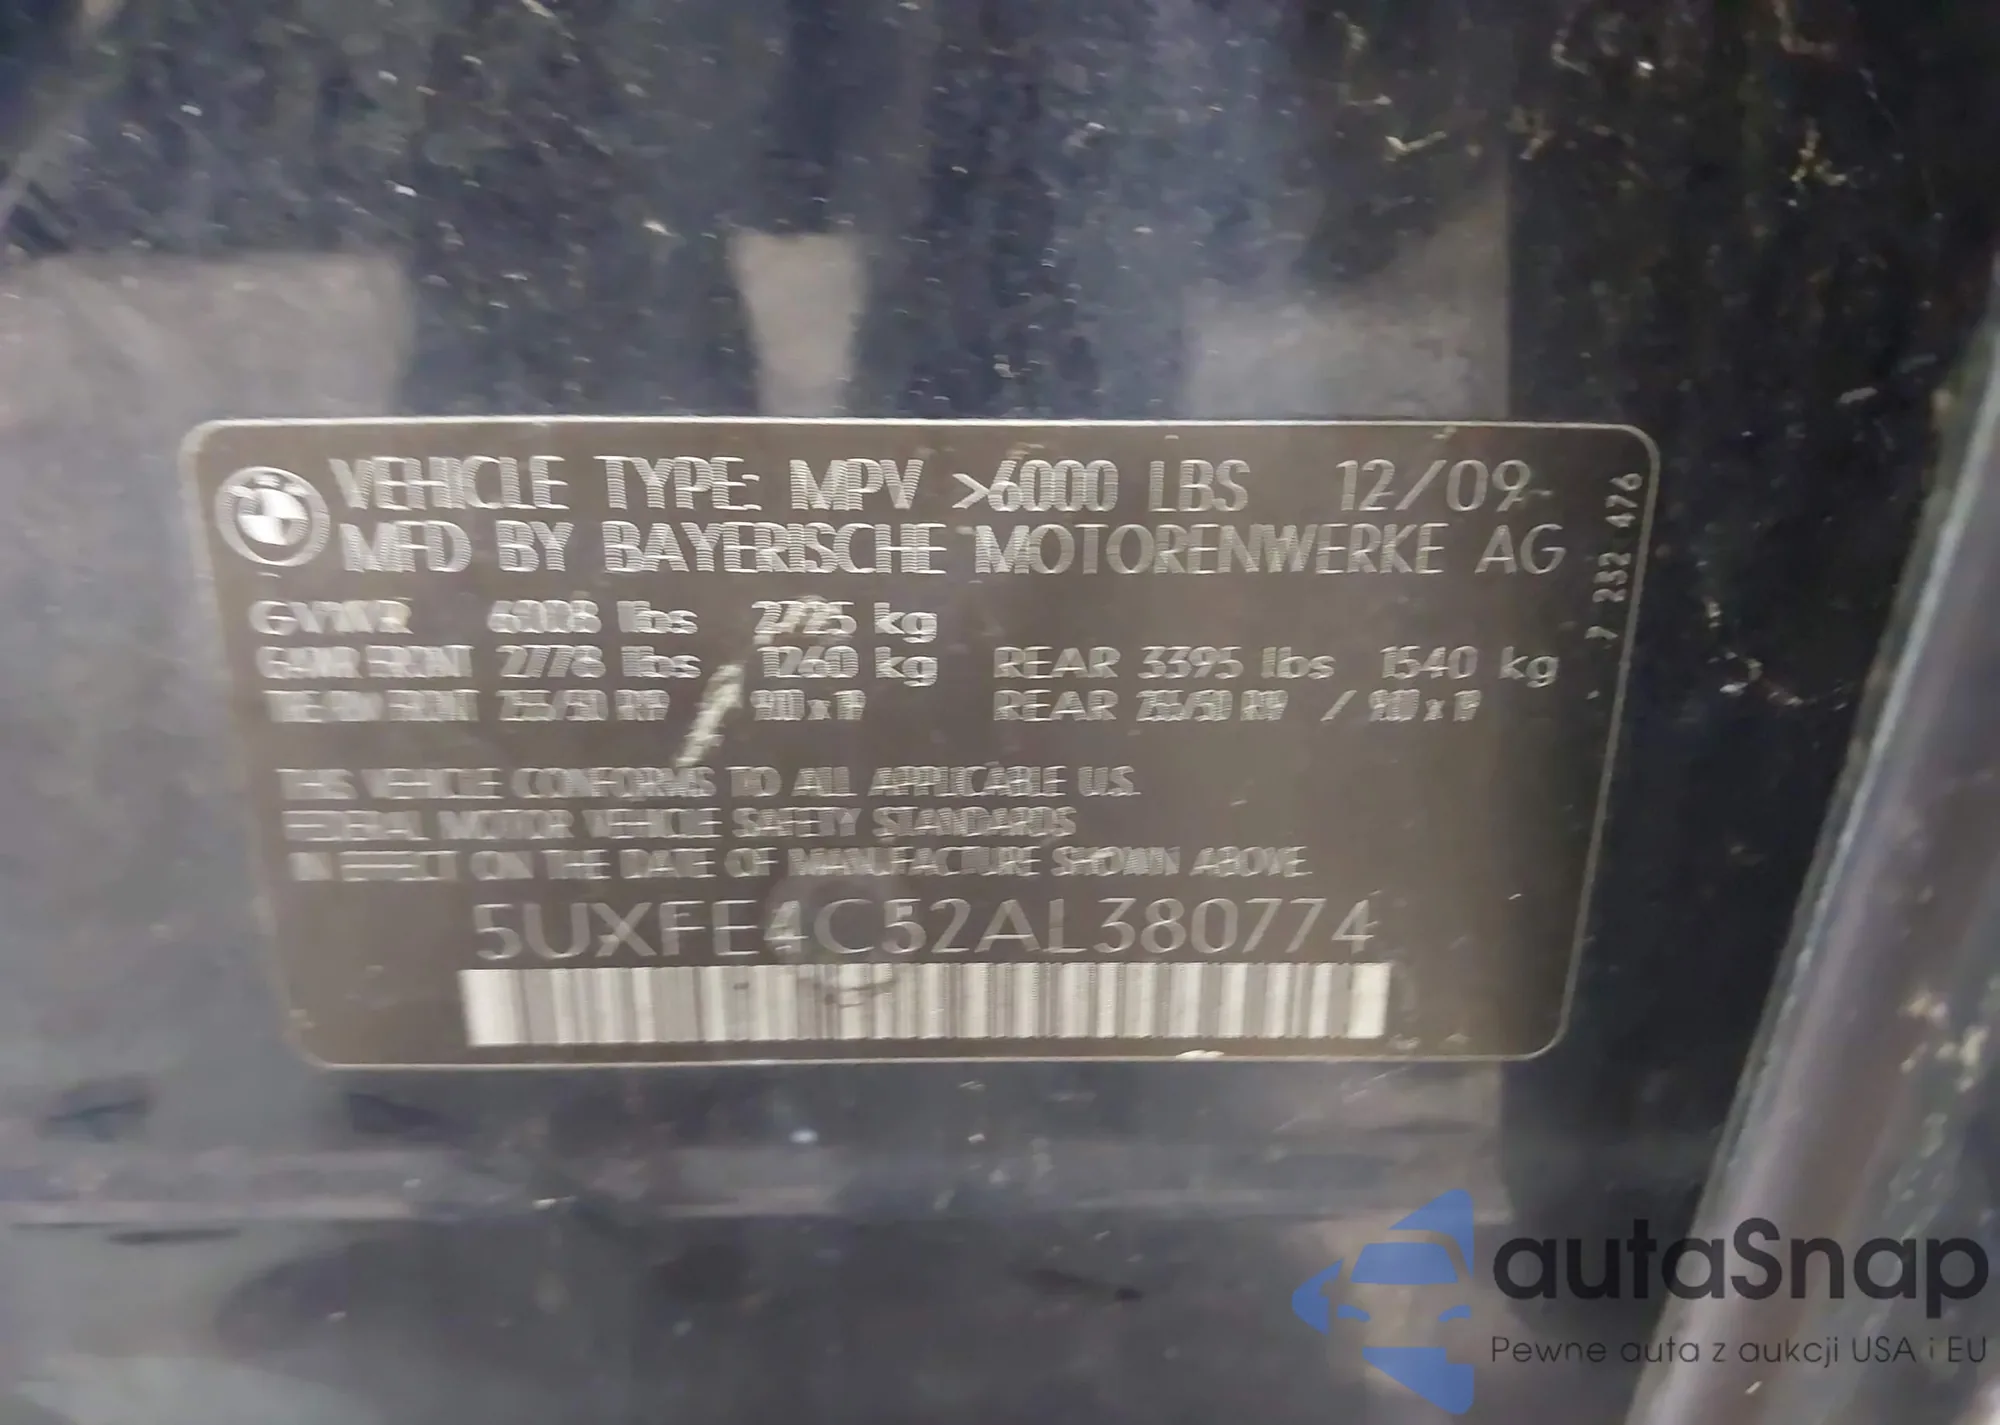 VEHICLE TYPE: MPV >6000 LBS 12/09
MFD BY BAYERISCHE MOTORENWERKE AG
GVWR 6008 lbs 2725 kg
GAWR FRONT 2778 lbs 1260 kg REAR 3395 lbs 1540 kg
TIRE-RIM FRONT 255/50 R19 9.00 x 19 REAR 255/50 R19 / 9.00 x 19
THIS VEHICLE CONFORMS TO ALL APPLICABLE U.S.
FEDERAL MOTOR VEHICLE SAFETY STANDARDS
IN EFFECT ON THE DATE OF MANUFACTURE SHOWN ABOVE.
5UXFE4C52AL380774
7 232 476
autaSnap
Pewne auta z aukcji USA i EU